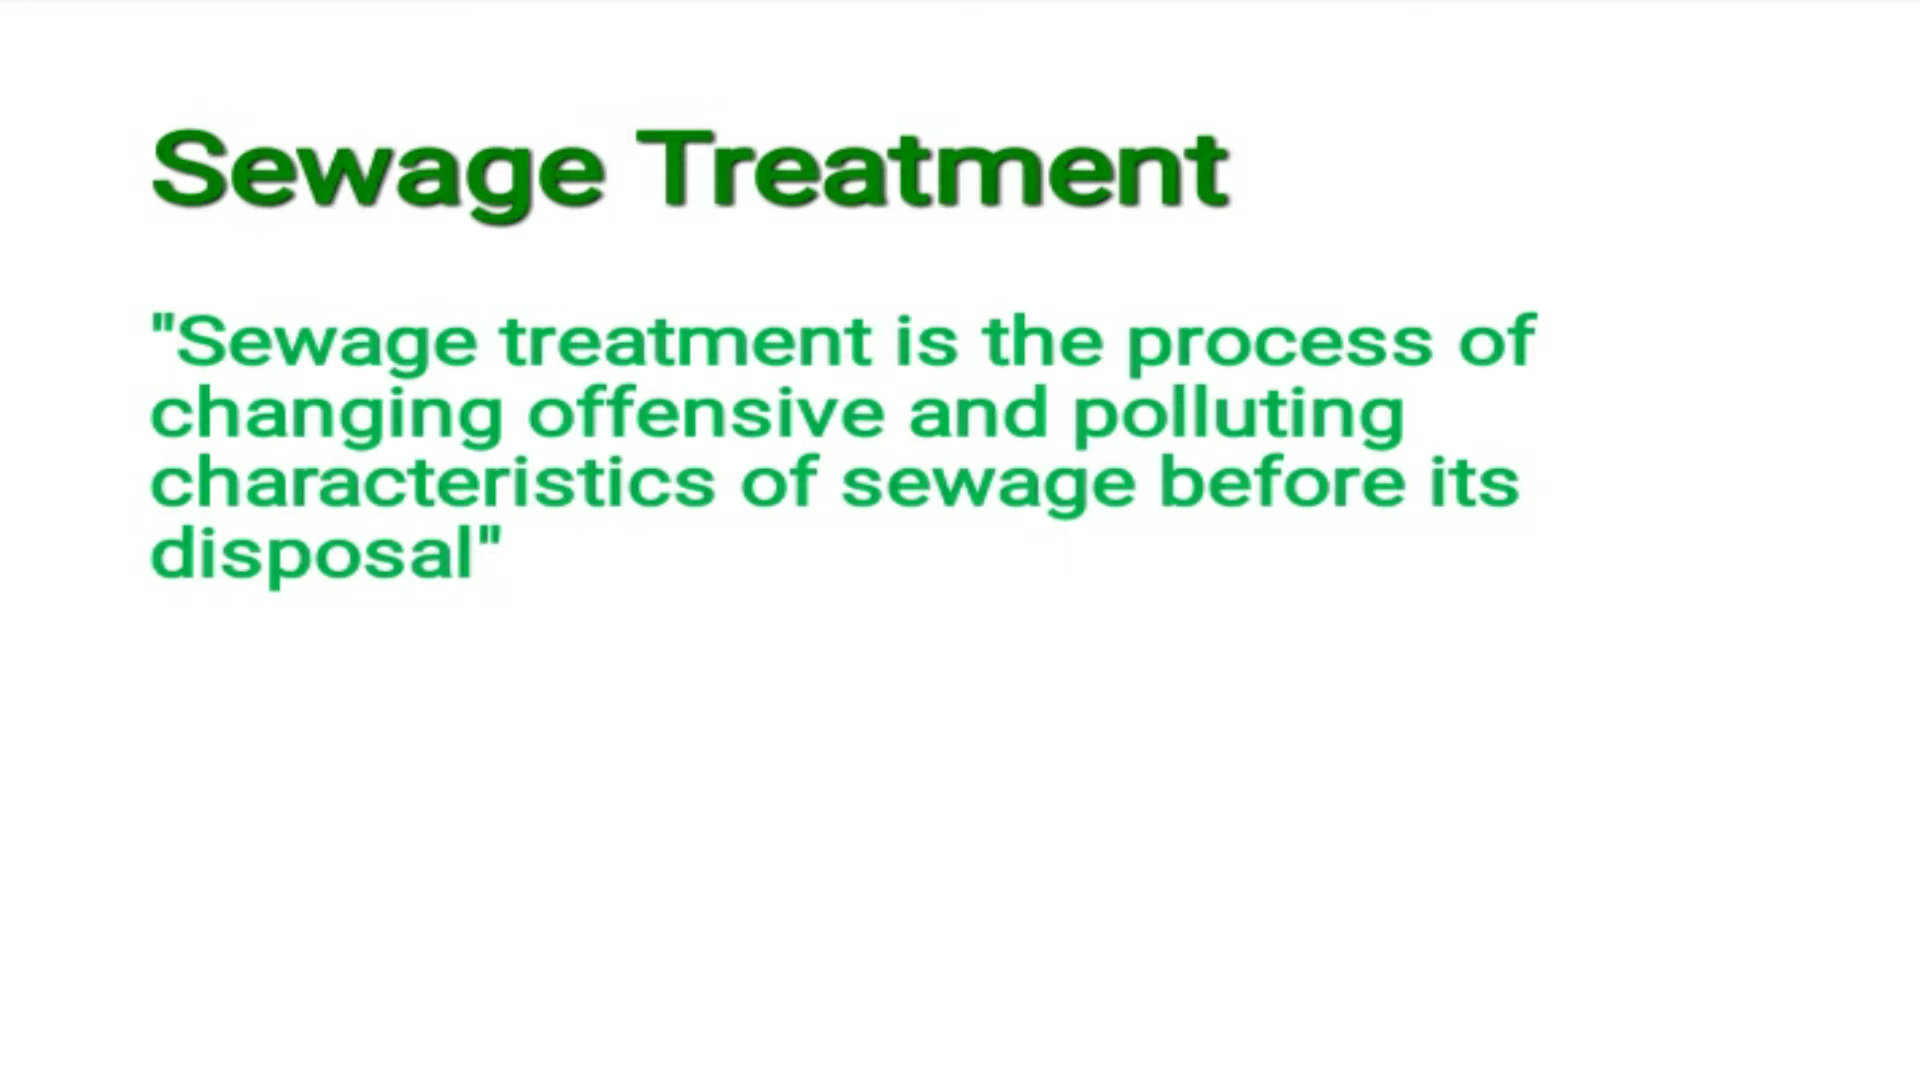 Sewage Treatment
"Sewage treatment is the process of
changing offensive and polluting
characteristics of sewage before its
disposal"